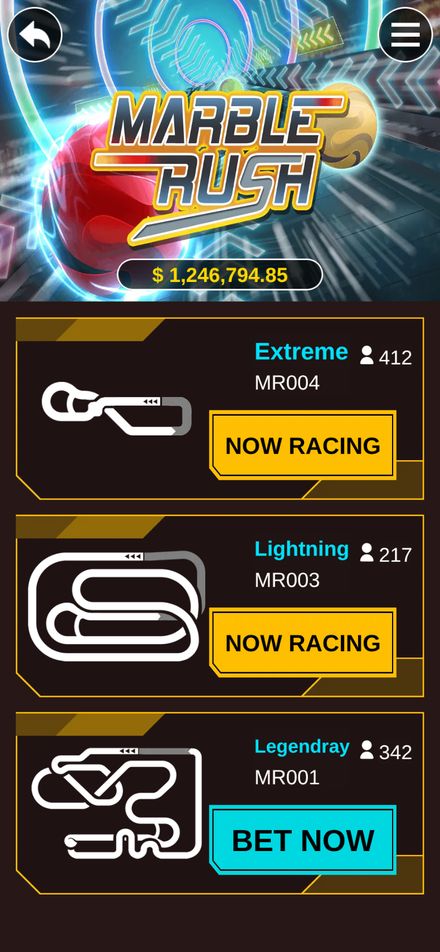 MARBLE
RUSH
$ 1,246,794.85
Extreme 412
MR004
NOW RACING
Lightning 217
MR003
NOW RACING
Legendray 342
MR001
BET NOW